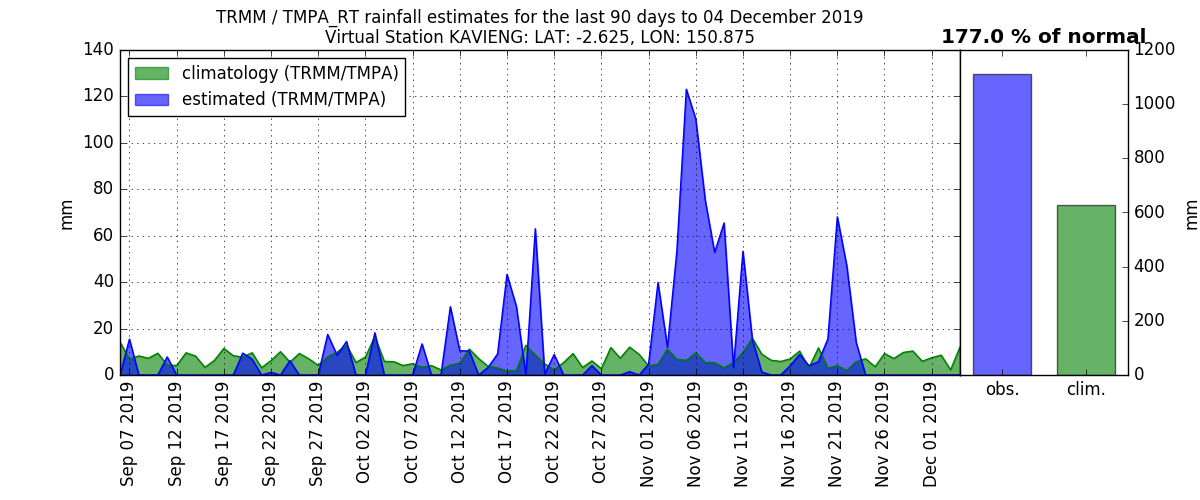 TRMM / TMPA_RT rainfall estimates for the last 90 days to 04 December 2019
Virtual Station KAVIENG: LAT: -2.625, LON: 150.875
177.0 % of normal
140
120
100
80
60
40
20
0
mm
climatology (TRMM/TMPA)
estimated (TRMM/TMPA)
Sep 07 2019
Sep 12 2019
Sep 17 2019
Sep 22 2019
Sep 27 2019
Oct 02 2019
Oct 07 2019
Oct 12 2019
Oct 17 2019
Oct 22 2019
Oct 27 2019
Nov 01 2019
Nov 06 2019
Nov 11 2019
Nov 16 2019
Nov 21 2019
Nov 26 2019
Dec 01 2019
obs.
clim.
1200
1000
800
600
400
200
0
mm